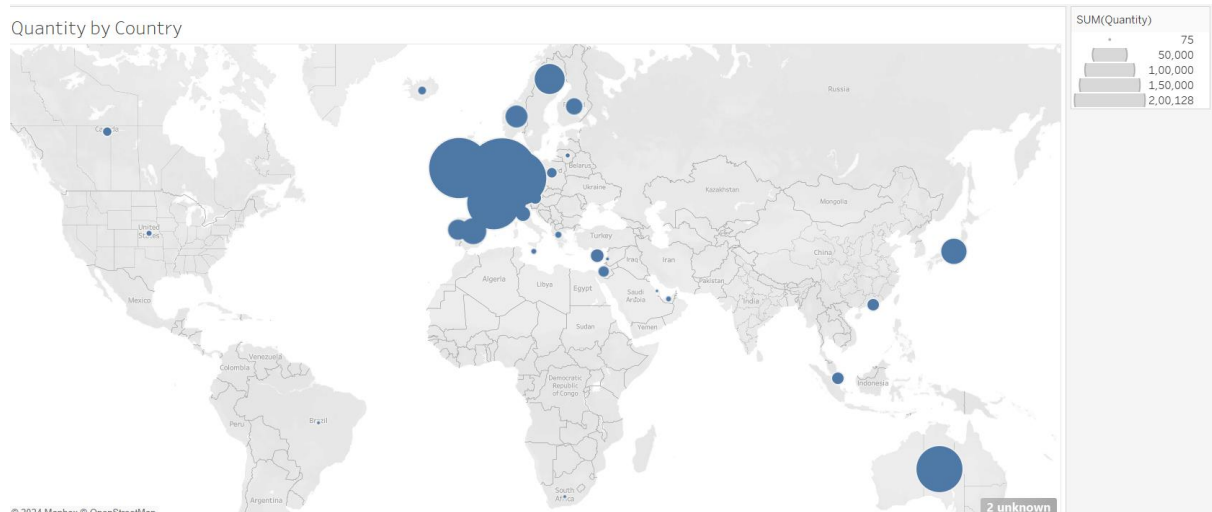 Quantity by Country
SUM(Quantity)
75
50,000
1,00,000
1,50,000
2,00,128
Russia
Belarus
Ukraine
Kazakhstan
Mongolia
United
States
Turkey
China
Iraq
Iran
Algeria
Libya
Egypt
Pakistan
Saudi
Arabia
India
Mexico
Sudan
Yemen
Venezuela
Colombia
Democratic
Republic
of Congo
Indonesia
Peru
Brazil
South
Africa
Argentina
2 unknown
© 2024 Mapbox © OpenStreetMap